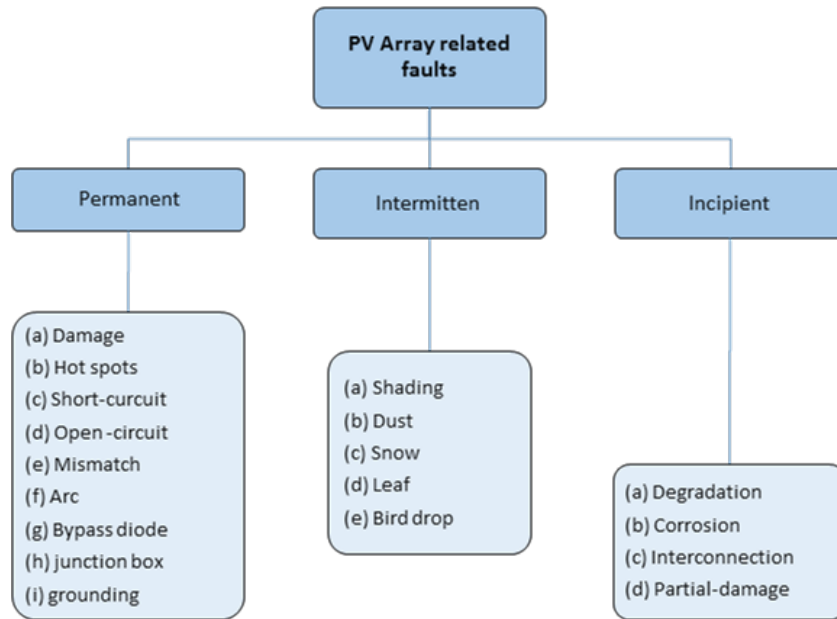 PV Array related
faults
Permanent
Intermitten
Incipient
(a) Damage
(b) Hot spots
(c) Short-curcuit
(d) Open -circuit
(e) Mismatch
(f) Arc
(g) Bypass diode
(h) junction box
(i) grounding
(a) Shading
(b) Dust
(c) Snow
(d) Leaf
(e) Bird drop
(a) Degradation
(b) Corrosion
(c) Interconnection
(d) Partial-damage